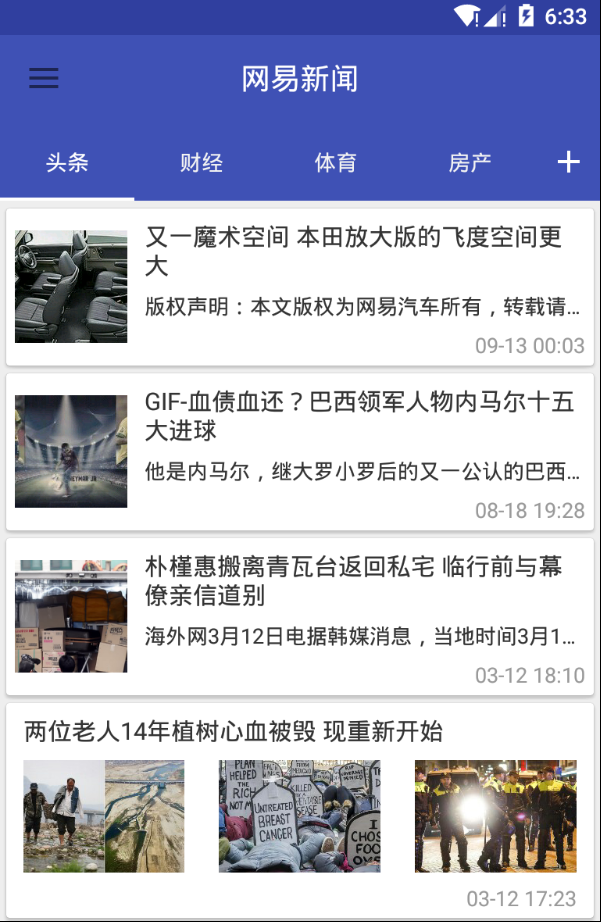 6:33
网易新闻
头条 财经 体育 房产 +
又一魔术空间 本田放大版的飞度空间更
大
版权声明：本文版权为网易汽车所有，转载请…
09-13 00:03
GIF-血债血还？巴西领军人物内马尔十五
大进球
他是内马尔，继大罗小罗后的又一公认的巴西…
08-18 19:28
朴槿惠搬离青瓦台返回私宅 临行前与幕
僚亲信道别
海外网3月12日电据韩媒消息，当地时间3月1…
03-12 18:10
两位老人14年植树心血被毁 现重新开始
PLAN
HELPED
THE
RICH
NOT M
UNTREATED
BREAST
CANCER
KILLED
DISEASE
I
CHOS
FOO
OVE
03-12 17:23